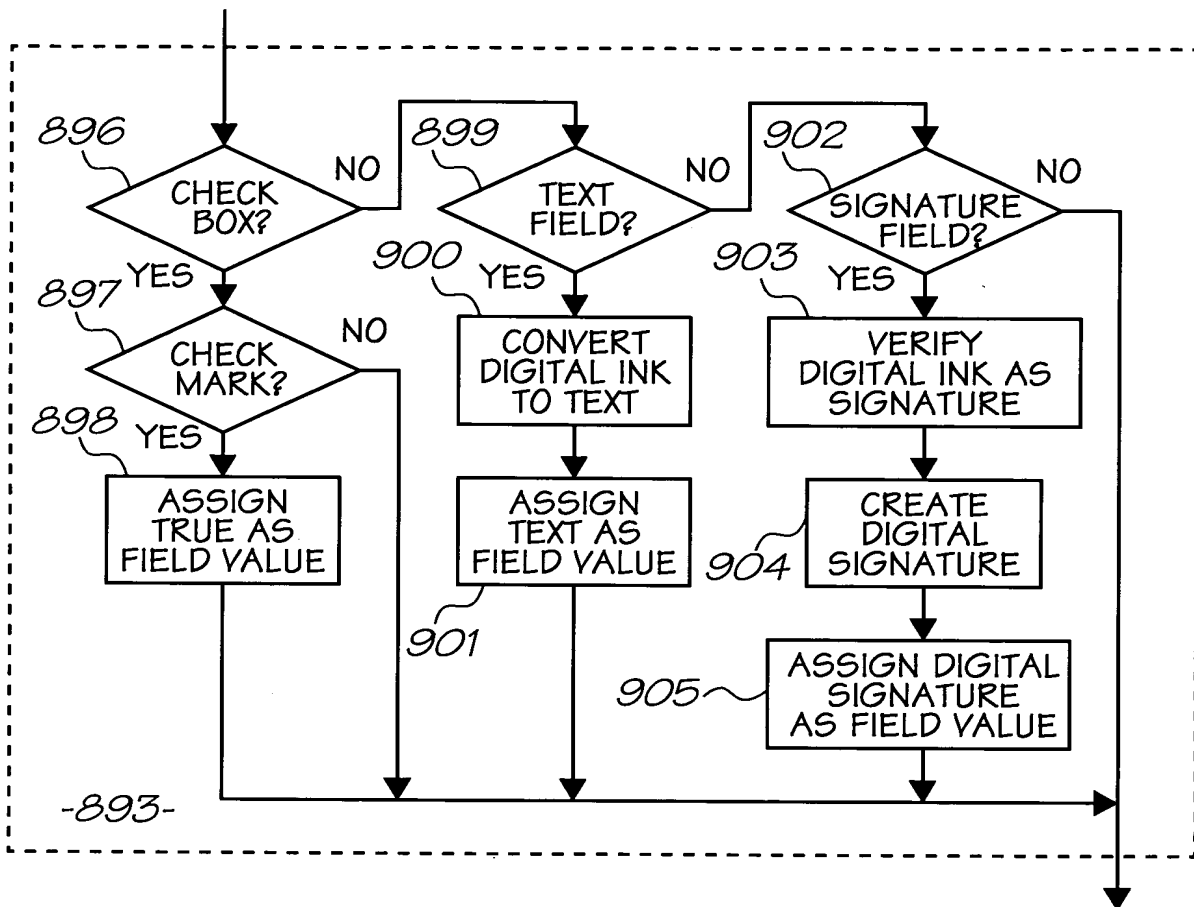 896
CHECK
BOX?
NO
YES
897
CHECK
MARK?
NO
YES
898
ASSIGN
TRUE AS
FIELD VALUE
899
TEXT
FIELD?
NO
YES
900
CONVERT
DIGITAL INK
TO TEXT
ASSIGN
TEXT AS
FIELD VALUE
901
902
SIGNATURE
FIELD?
NO
YES
903
VERIFY
DIGITAL INK AS
SIGNATURE
CREATE
DIGITAL
SIGNATURE
904
ASSIGN DIGITAL
SIGNATURE
AS FIELD VALUE
905
-893-